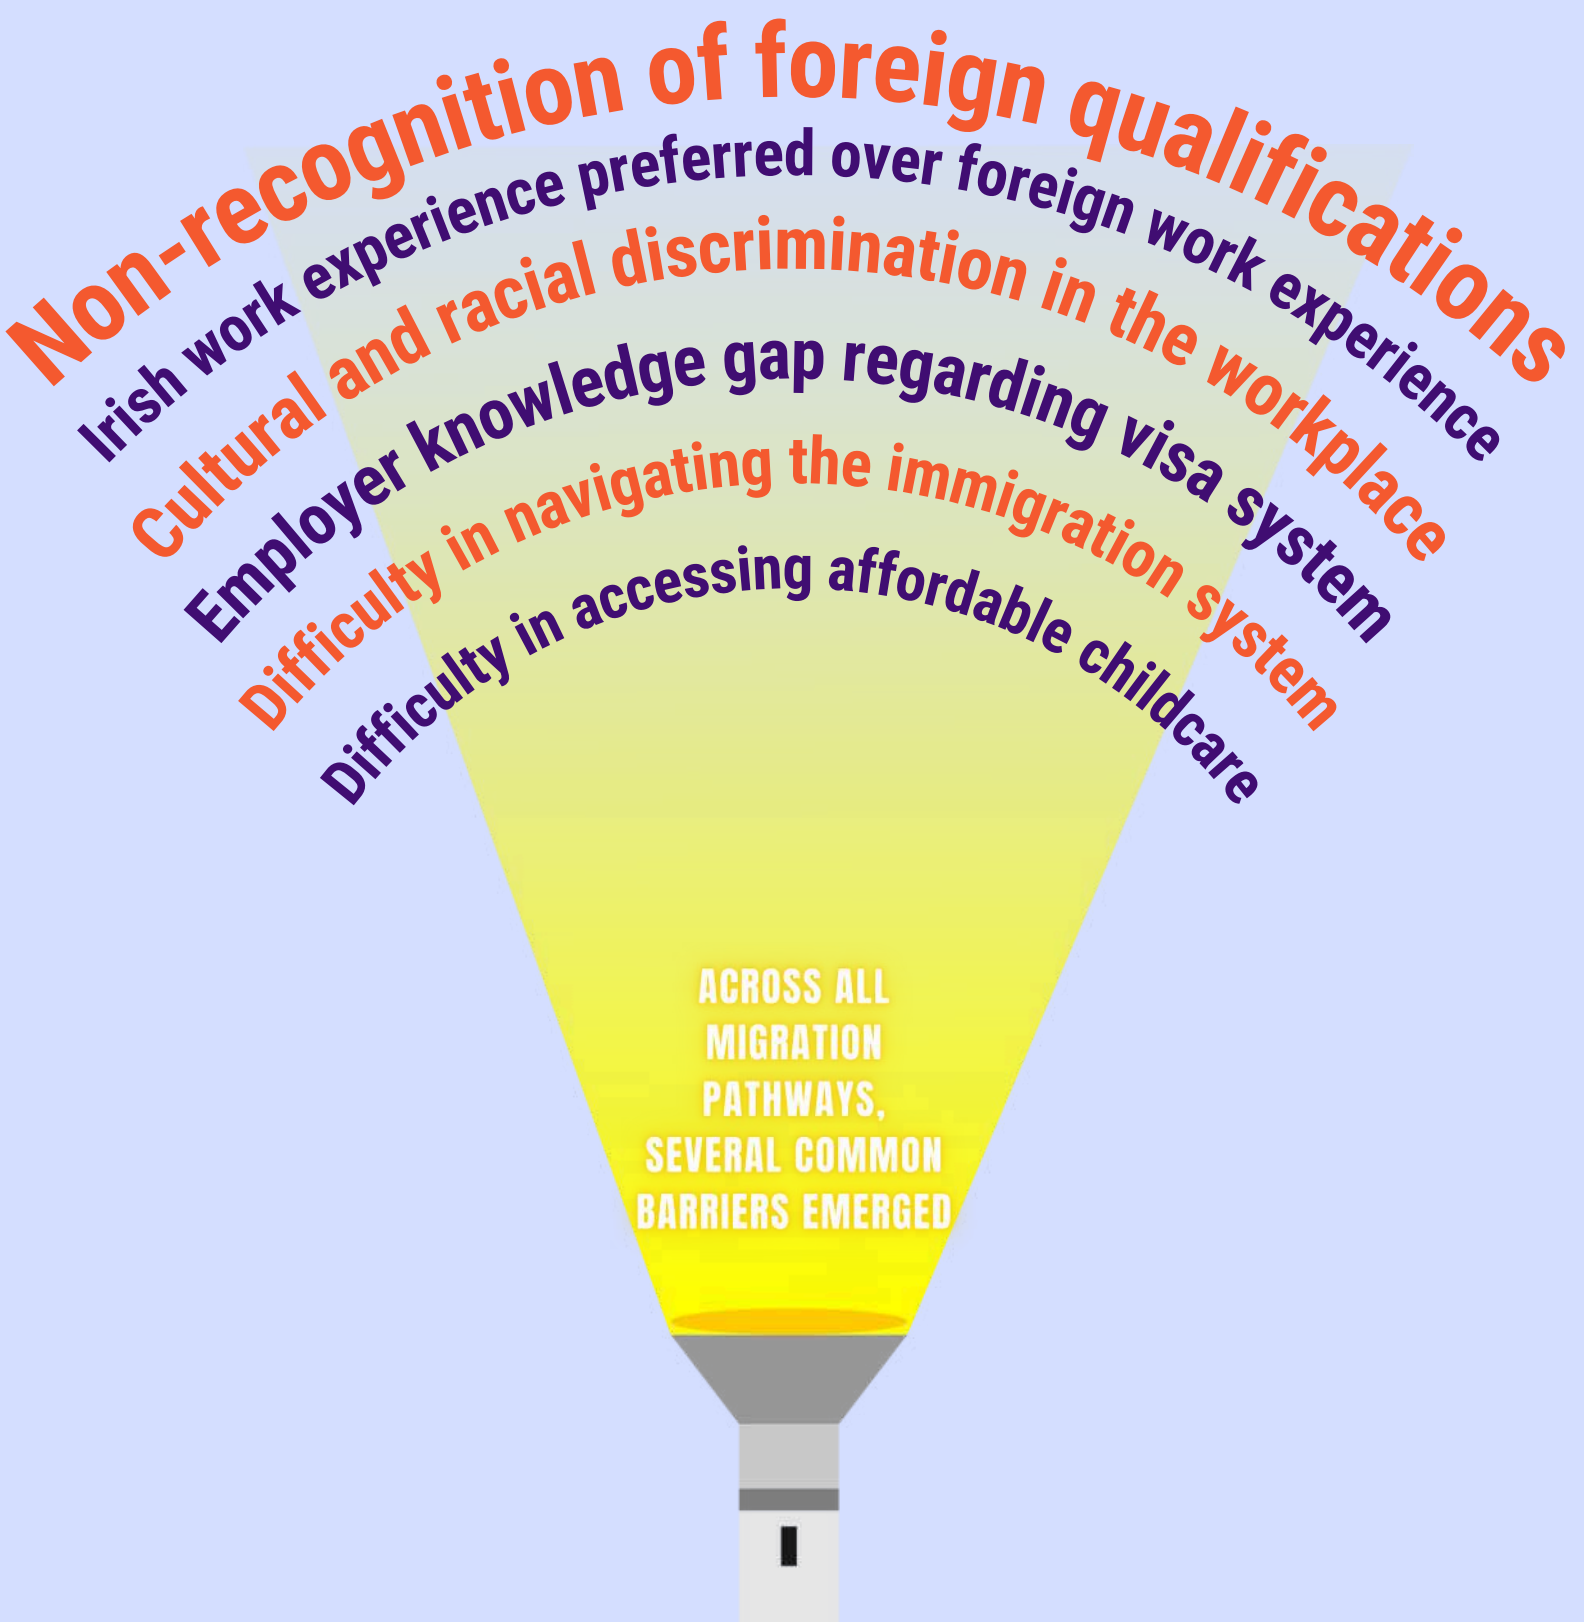 Non-recognition of foreign qualifications
Irish work experience preferred over foreign work experience
Cultural and racial discrimination in the workplace
Employer knowledge gap regarding visa system
Difficulty in navigating the immigration system
Difficulty in accessing affordable childcare
ACROSS ALL
MIGRATION
PATHWAYS,
SEVERAL COMMON
BARRIERS EMERGED